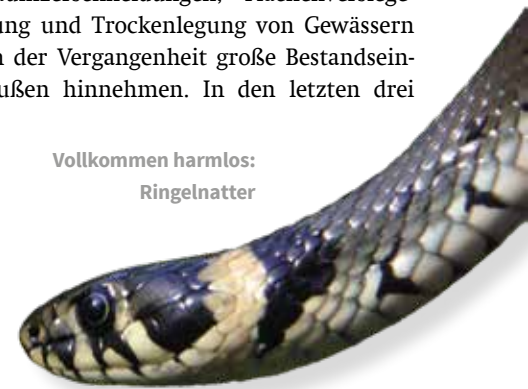 ung und Trockenlegung von Gewässern
n der Vergangenheit große Bestandsein-
ußen hinnehmen. In den letzten drei
Vollkommen harmlos:
Ringelnatter